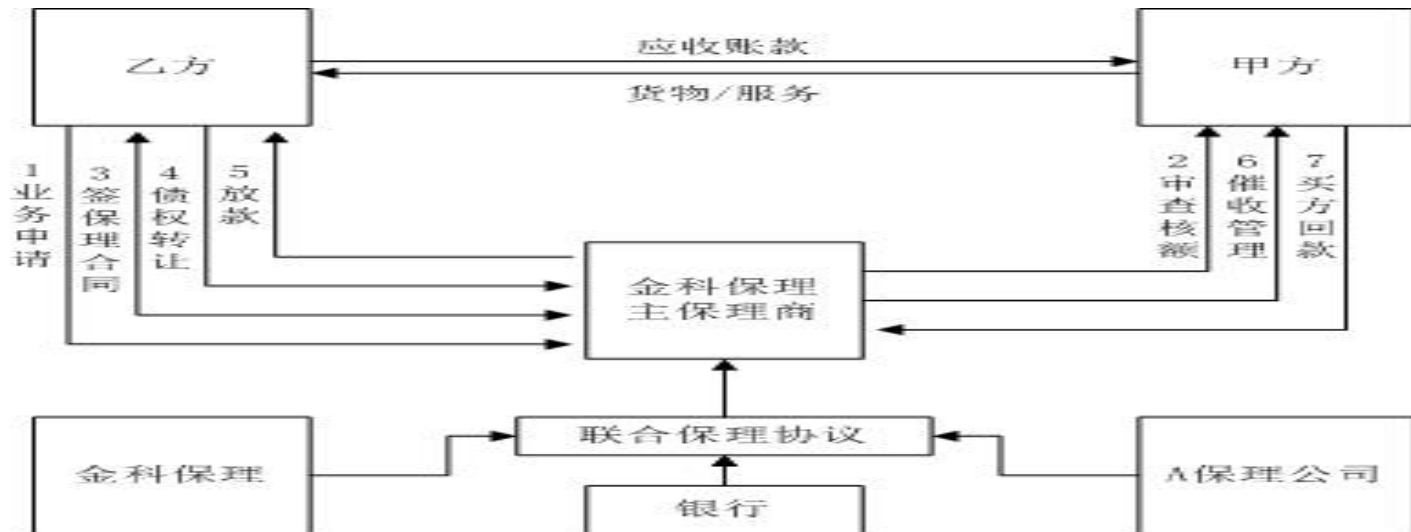 乙方
应收账款
货物/服务
甲方
1业务申请
3签保理合同
4债权转让
5放款
2审查核额
6催收管理
7买方回款
金科保理
主保理商
联合保理协议
金科保理
银行
A保理公司